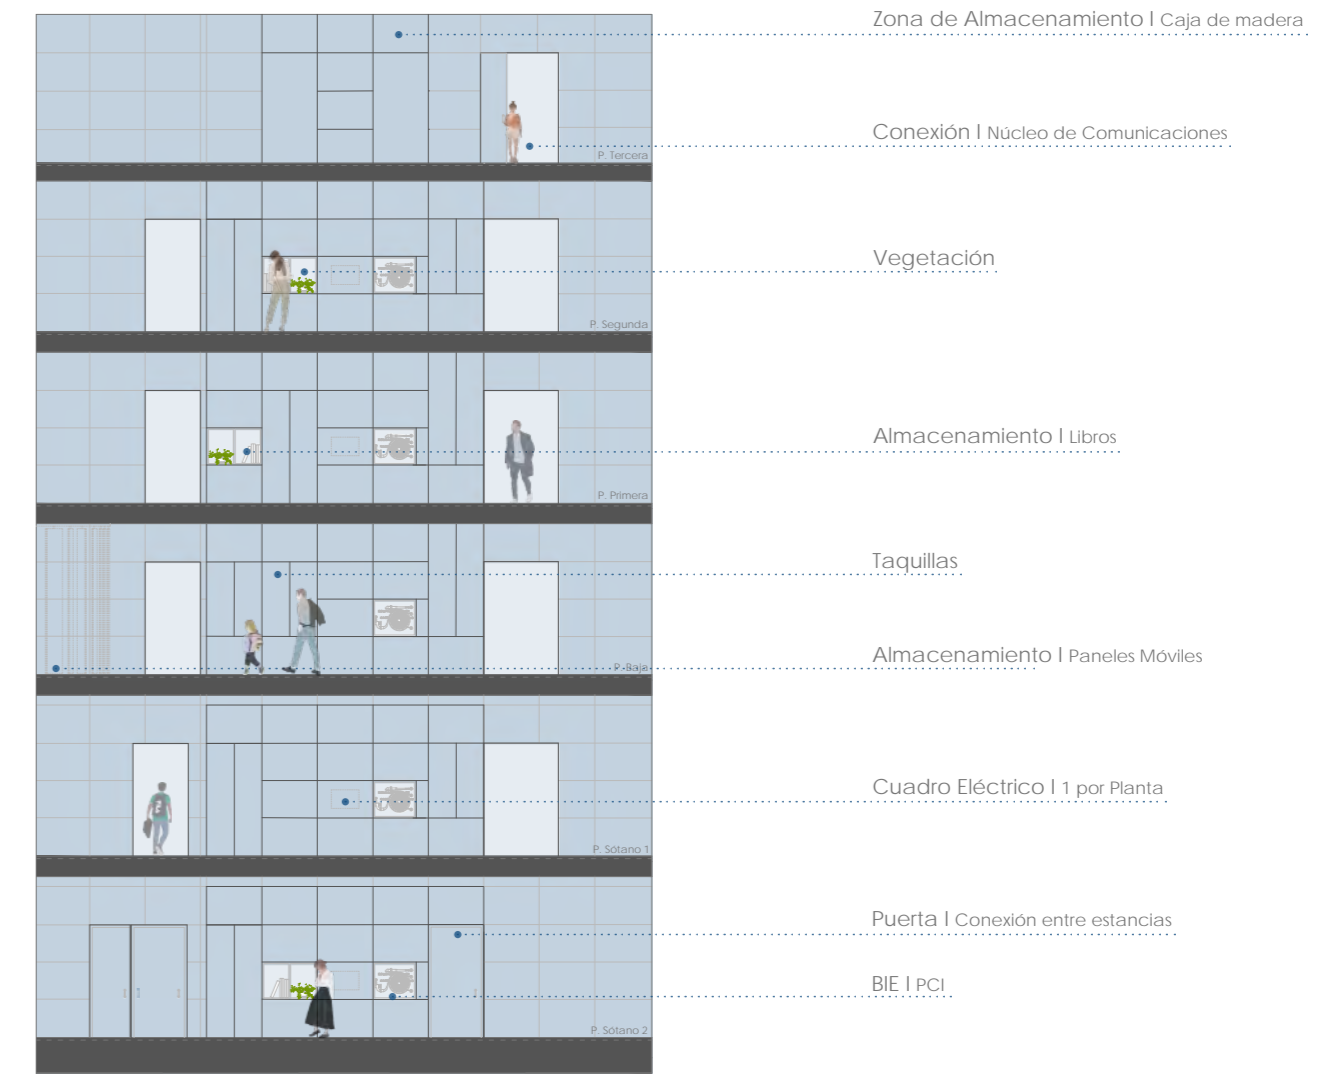 Zona de Almacenamiento I Caja de madera
Conexión I Núcleo de Comunicaciones
P. Tercera
Vegetación
P. Segunda
Almacenamiento I Libros
P. Primera
Taquillas
Almacenamiento I Paneles Móviles
P. Baja
Cuadro Eléctrico I 1 por Planta
P. Sótano 1
Puerta I Conexión entre estancias
BIE I PCI
P. Sótano 2